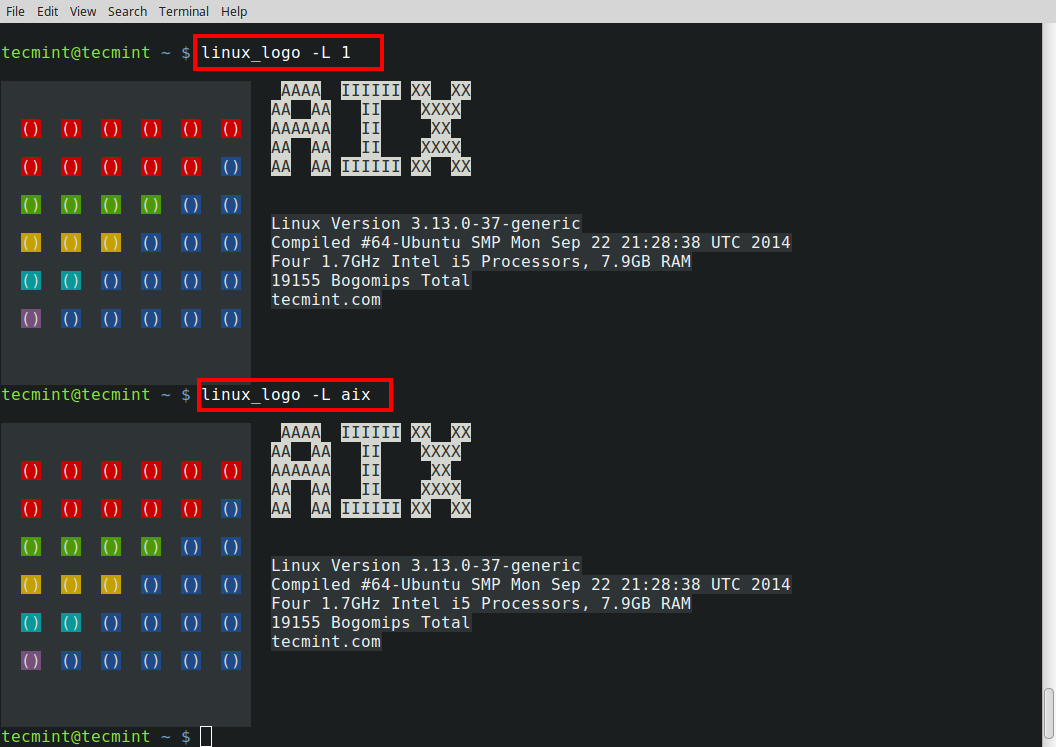 File Edit View Search Terminal Help
tecmint@tecmint ~ $ linux_logo -L 1
 AAAA  IIIIII XX  XX
() () () () () () AA  AA   II    XXXX
AAAAAA   II     XX
() () () () () () AA  AA   II    XXXX
AA  AA IIIIII XX  XX
() () () () () ()
Linux Version 3.13.0-37-generic
() () () () () () Compiled #64-Ubuntu SMP Mon Sep 22 21:28:38 UTC 2014
Four 1.7GHz Intel i5 Processors, 7.9GB RAM
() () () () () () 19155 Bogomips Total
tecmint.com
() () () () () ()
tecmint@tecmint ~ $ linux_logo -L aix
 AAAA  IIIIII XX  XX
AA  AA   II    XXXX
() () () () () () AAAAAA   II     XX
AA  AA   II    XXXX
() () () () () () AA  AA IIIIII XX  XX
() () () () () ()
Linux Version 3.13.0-37-generic
() () () () () () Compiled #64-Ubuntu SMP Mon Sep 22 21:28:38 UTC 2014
Four 1.7GHz Intel i5 Processors, 7.9GB RAM
() () () () () () 19155 Bogomips Total
tecmint.com
() () () () () ()
tecmint@tecmint ~ $